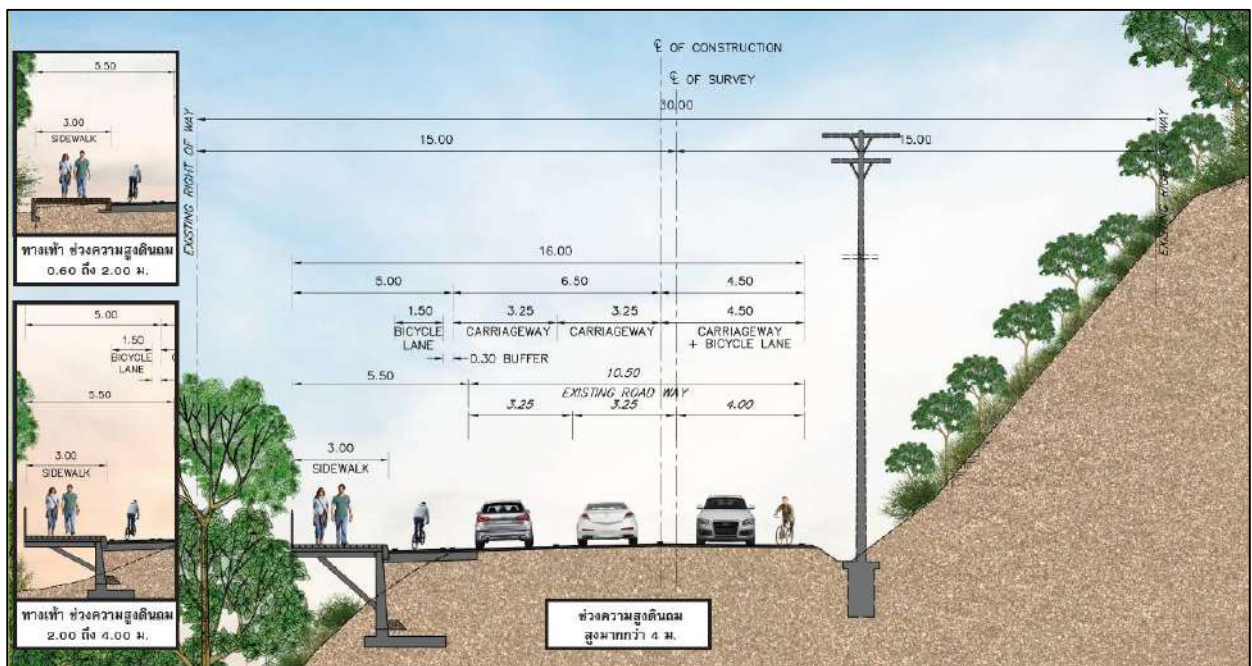 5.50
3.00
SIDEWALK
ทางเท้า ช่วงความสูงดินถม
0.60 ถึง 2.00 ม.
5.00
1.50
BICYCLE
LANE
5.50
3.00
SIDEWALK
ทางเท้า ช่วงความสูงดินถม
2.00 ถึง 4.00 ม.
EXISTING RIGHT OF WAY
℄ OF CONSTRUCTION
℄ OF SURVEY
30.00
15.00
15.00
EXISTING RIGHT OF WAY
16.00
5.00
6.50
4.50
1.50
3.25
3.25
4.50
BICYCLE
LANE
CARRIAGEWAY
CARRIAGEWAY
CARRIAGEWAY
+ BICYCLE LANE
0.30 BUFFER
5.50
10.50
EXISTING ROAD WAY
3.25
3.25
4.00
3.00
SIDEWALK
ช่วงความสูงดินถม
สูงมากกว่า 4 ม.